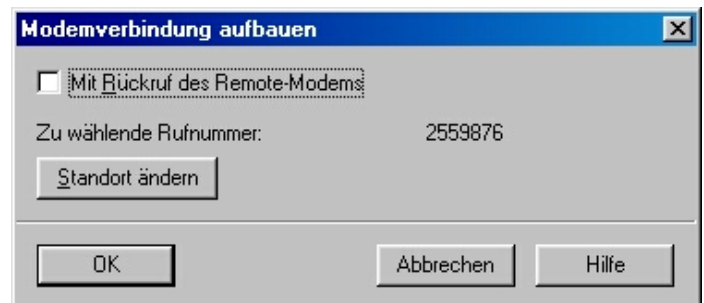 Modemverbindung aufbauen
Mit Rückruf des Remote-Modems
Zu wählende Rufnummer: 2559876
Standort ändern
OK Abbrechen Hilfe